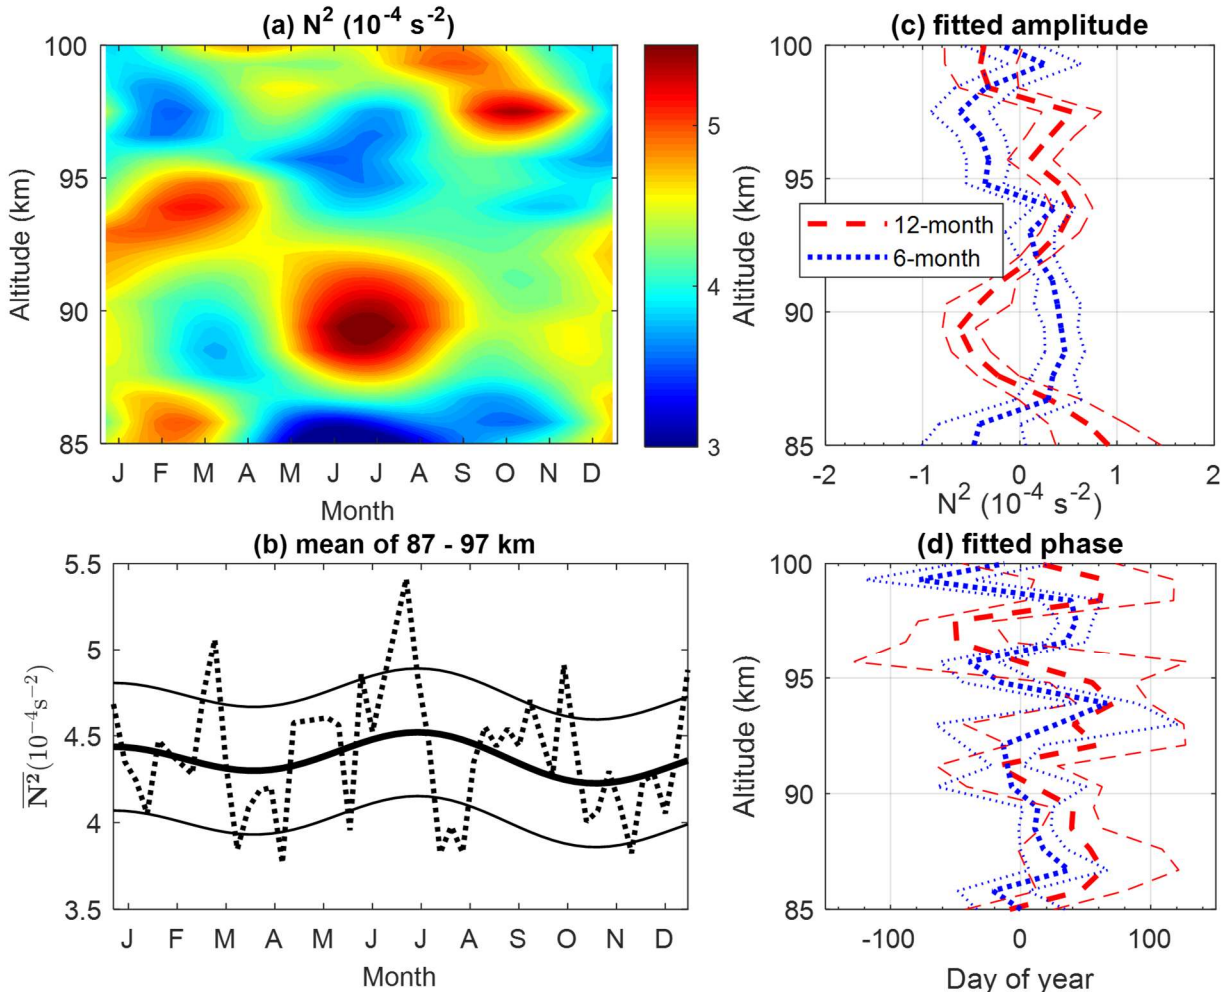 (a) N² (10⁻⁴ s⁻²)
100
95
90
85
Altitude (km)
J F M A M J J A S O N D
Month
5
4
3
(c) fitted amplitude
100
95
90
85
Altitude (km)
Altitude (km)
12-month
6-month
-2 -1 0 1 2
N² (10⁻⁴ s⁻²)
(b) mean of 87 - 97 km
5.5
5
4.5
4
3.5
N̅²(10⁻⁴s⁻²)
J F M A M J J A S O N D
Month
(d) fitted phase
100
95
90
85
Altitude (km)
-100 0 100
Day of year